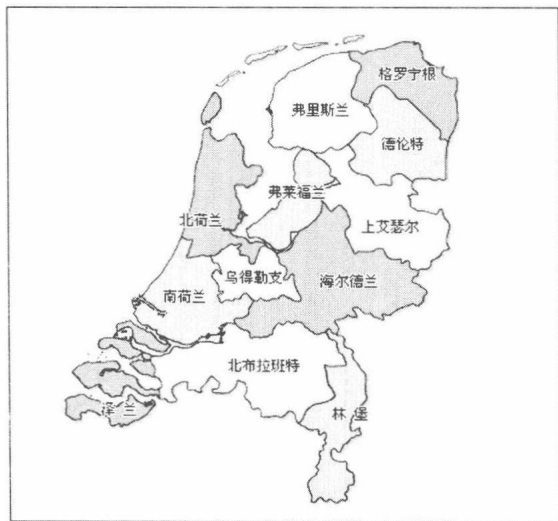 格罗宁根
弗里斯兰
德伦特
弗莱福兰
北荷兰
上艾瑟尔
乌得勒支
海尔德兰
南荷兰
北布拉班特
泽兰
林堡